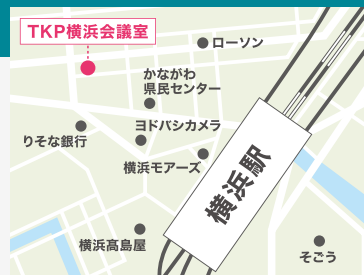 TKP横浜会議室
ローソン
かながわ
県民センター
ヨドバシカメラ
りそな銀行
横浜モアーズ
横浜駅
横浜髙島屋
そごう